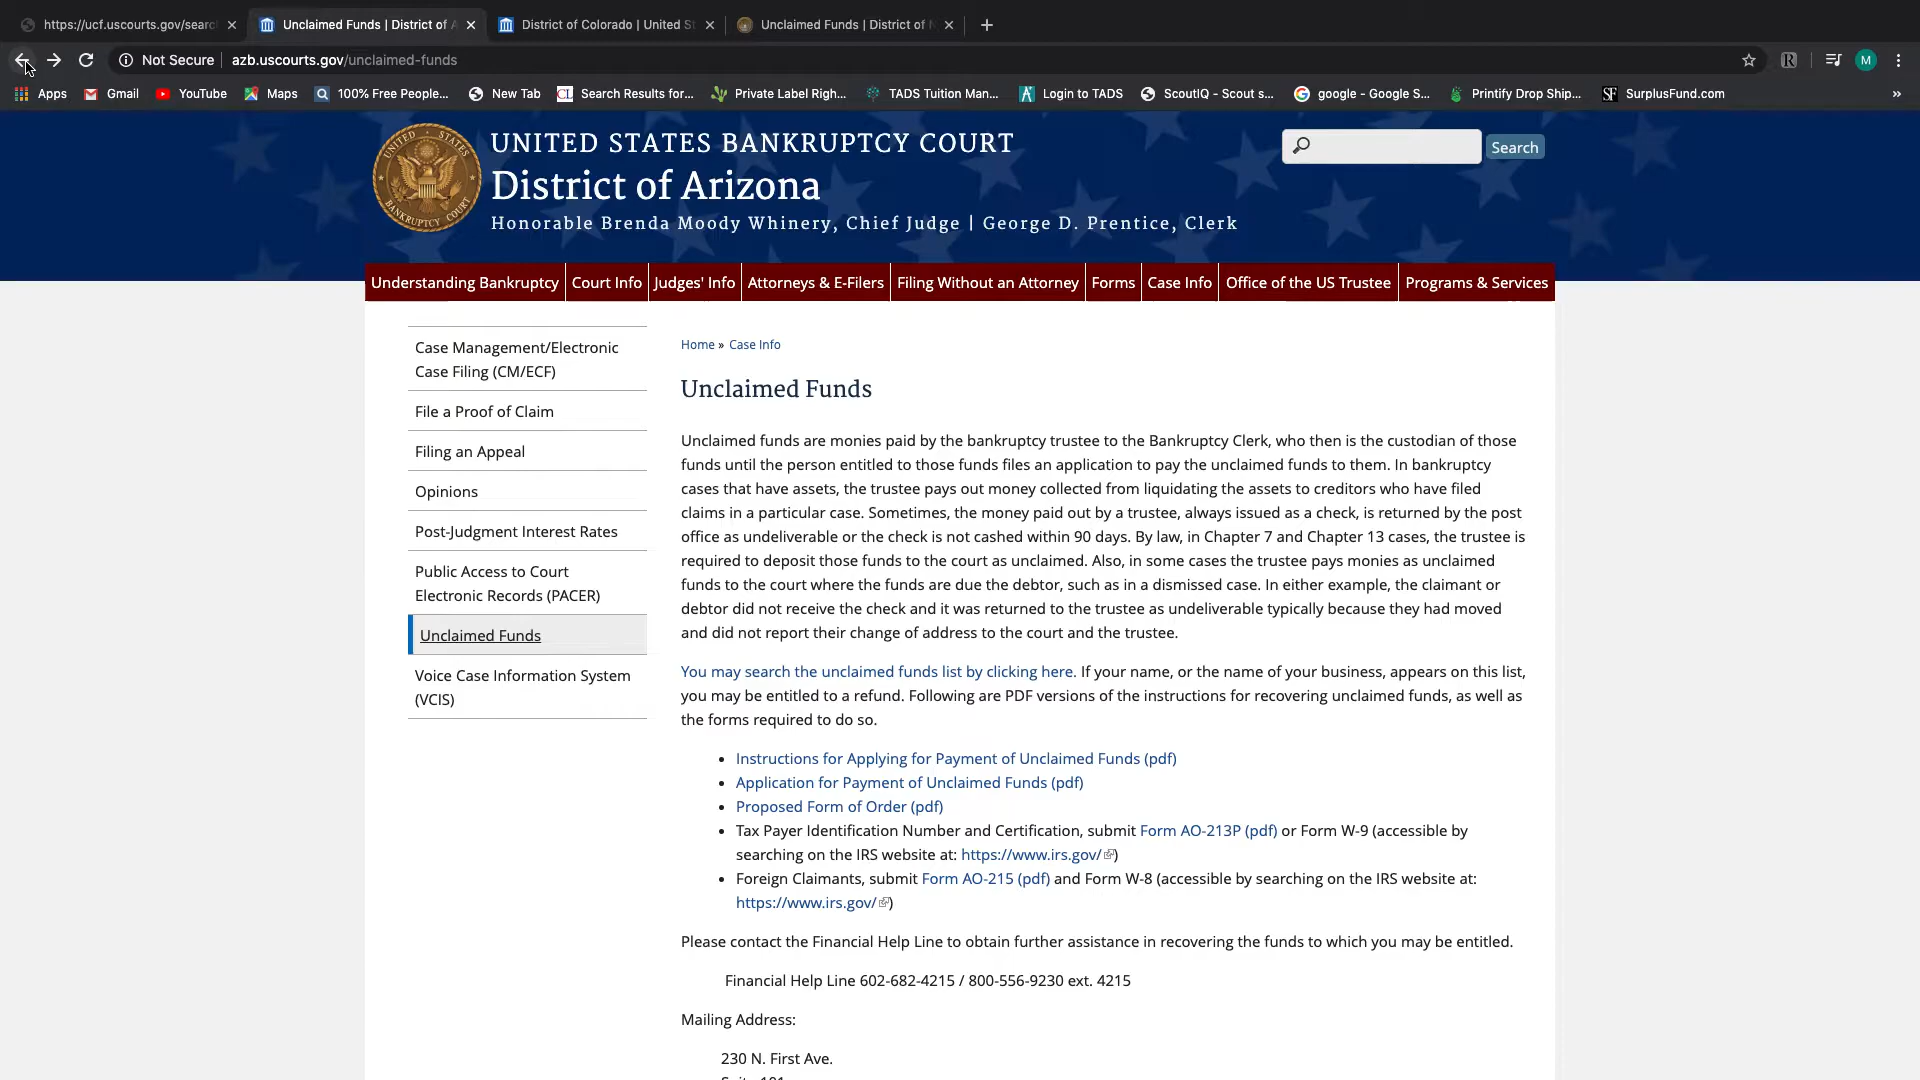 https://ucf.uscourts.gov/searc
Unclaimed Funds | District of A
District of Colorado | United St
Unclaimed Funds | District of N
Not Secure
azb.uscourts.gov/unclaimed-funds
R
M
Apps
Gmail
YouTube
Maps
100% Free People...
New Tab
CL
Search Results for...
Private Label Righ...
TADS Tuition Man...
Login to TADS
ScoutIQ - Scout s...
google - Google S...
Printify Drop Ship...
SF
SurplusFund.com
»
UNITED STATES BANKRUPTCY COURT
District of Arizona
Honorable Brenda Moody Whinery, Chief Judge | George D. Prentice, Clerk
Search
Understanding Bankruptcy
Court Info
Judges' Info
Attorneys & E-Filers
Filing Without an Attorney
Forms
Case Info
Office of the US Trustee
Programs & Services
Case Management/Electronic
Case Filing (CM/ECF)
File a Proof of Claim
Filing an Appeal
Opinions
Post-Judgment Interest Rates
Public Access to Court
Electronic Records (PACER)
Unclaimed Funds
Voice Case Information System
(VCIS)
Home » Case Info
Unclaimed Funds
Unclaimed funds are monies paid by the bankruptcy trustee to the Bankruptcy Clerk, who then is the custodian of those
funds until the person entitled to those funds files an application to pay the unclaimed funds to them. In bankruptcy
cases that have assets, the trustee pays out money collected from liquidating the assets to creditors who have filed
claims in a particular case. Sometimes, the money paid out by a trustee, always issued as a check, is returned by the post
office as undeliverable or the check is not cashed within 90 days. By law, in Chapter 7 and Chapter 13 cases, the trustee is
required to deposit those funds to the court as unclaimed. Also, in some cases the trustee pays monies as unclaimed
funds to the court where the funds are due the debtor, such as in a dismissed case. In either example, the claimant or
debtor did not receive the check and it was returned to the trustee as undeliverable typically because they had moved
and did not report their change of address to the court and the trustee.
You may search the unclaimed funds list by clicking here. If your name, or the name of your business, appears on this list,
you may be entitled to a refund. Following are PDF versions of the instructions for recovering unclaimed funds, as well as
the forms required to do so.
• Instructions for Applying for Payment of Unclaimed Funds (pdf)
• Application for Payment of Unclaimed Funds (pdf)
• Proposed Form of Order (pdf)
• Tax Payer Identification Number and Certification, submit Form AO-213P (pdf) or Form W-9 (accessible by
searching on the IRS website at: https://www.irs.gov/)
• Foreign Claimants, submit Form AO-215 (pdf) and Form W-8 (accessible by searching on the IRS website at:
https://www.irs.gov/)
Please contact the Financial Help Line to obtain further assistance in recovering the funds to which you may be entitled.
Financial Help Line 602-682-4215 / 800-556-9230 ext. 4215
Mailing Address:
230 N. First Ave.